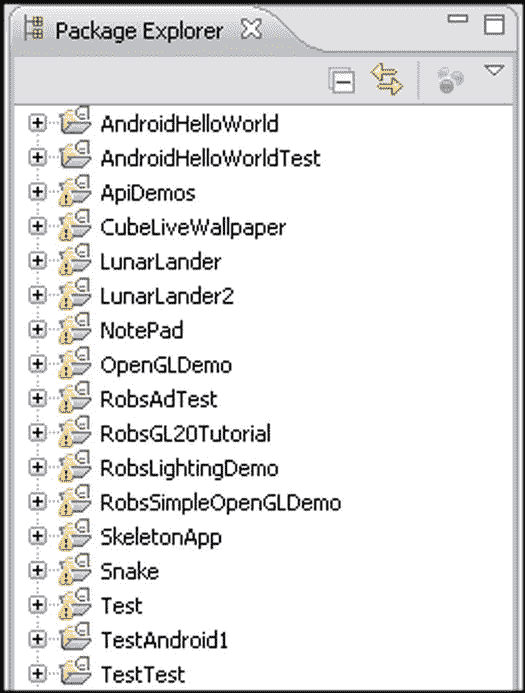 Package Explorer
AndroidHelloWorld
AndroidHelloWorldTest
ApiDemos
CubeLiveWallpaper
LunarLander
LunarLander2
NotePad
OpenGLDemo
RobsAdTest
RobsGL20Tutorial
RobsLightingDemo
RobsSimpleOpenGLDemo
SkeletonApp
Snake
Test
TestAndroid1
TestTest